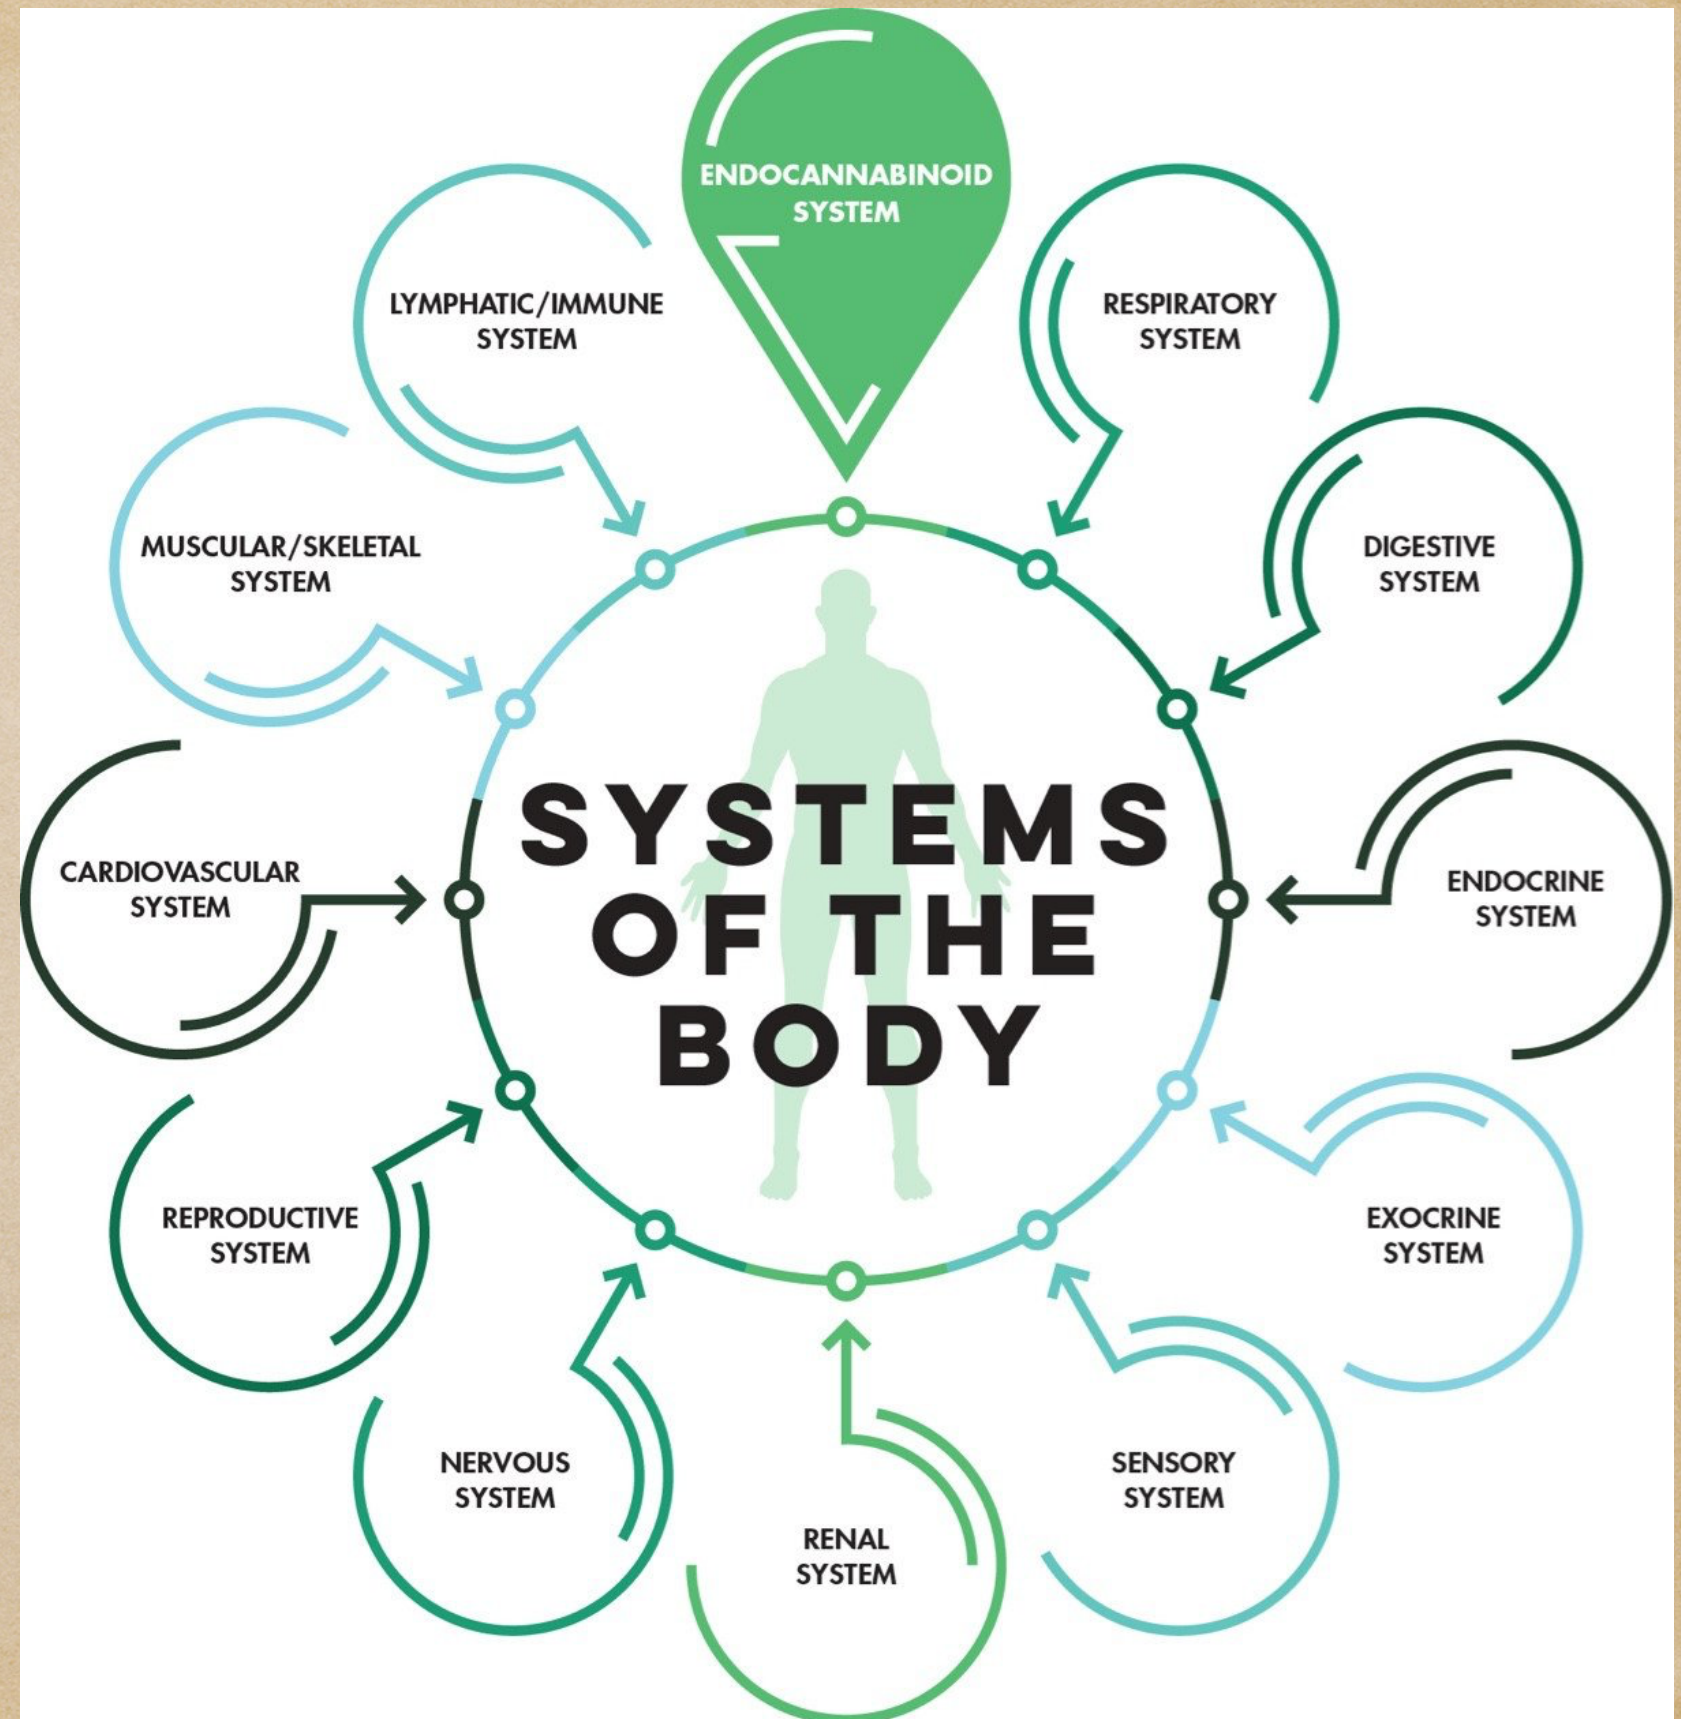 ENDOCANNABINOID
SYSTEM
RESPIRATORY
SYSTEM
DIGESTIVE
SYSTEM
ENDOCRINE
SYSTEM
EXOCRINE
SYSTEM
SENSORY
SYSTEM
RENAL
SYSTEM
NERVOUS
SYSTEM
REPRODUCTIVE
SYSTEM
CARDIOVASCULAR
SYSTEM
MUSCULAR/SKELETAL
SYSTEM
LYMPHATIC/IMMUNE
SYSTEM
SYSTEMS
OF THE
BODY